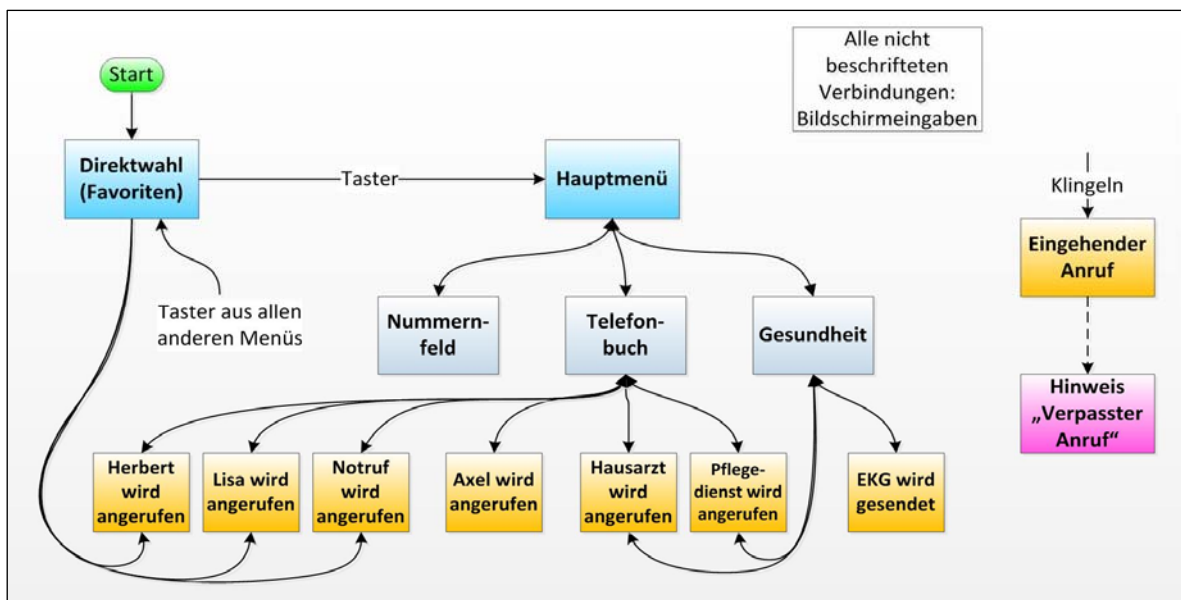 Start
Alle nicht
beschrifteten
Verbindungen:
Bildschirmeingaben
Direktwahl
(Favoriten)
Taster
Hauptmenü
Klingeln
Eingehender
Anruf
Taster aus allen
anderen Menüs
Nummern-
feld
Telefon-
buch
Gesundheit
Hinweis
„Verpasster
Anruf“
Herbert
wird
angerufen
Lisa wird
angerufen
Notruf
wird
angerufen
Axel wird
angerufen
Hausarzt
wird
angerufen
Pflege-
dienst wird
angerufen
EKG wird
gesendet